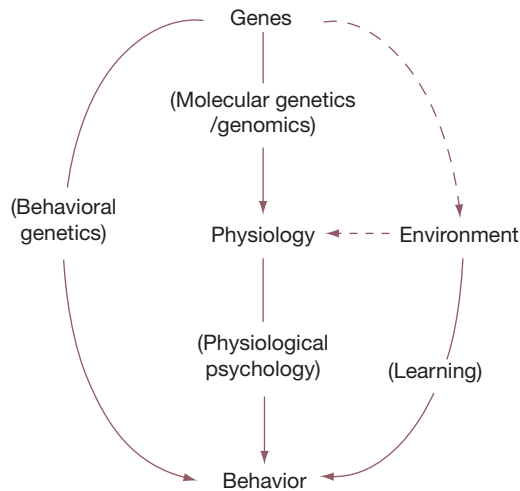 Genes
(Molecular genetics
/genomics)
(Behavioral
genetics)
Physiology
Environment
(Physiological
psychology)
(Learning)
Behavior